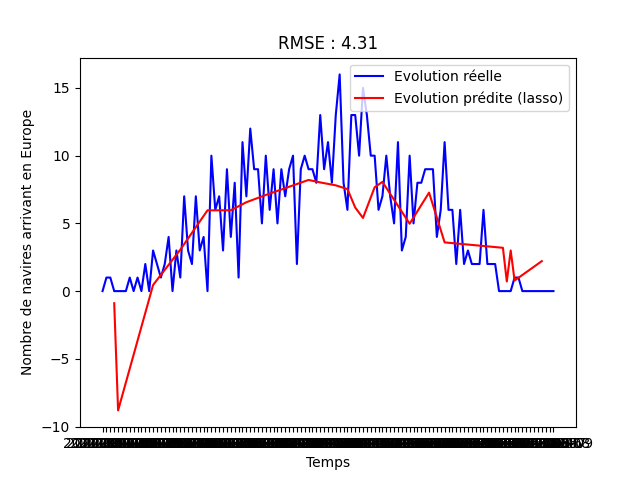 RMSE : 4.31
Evolution réelle
Evolution prédite (lasso)
Nombre de navires arrivant en Europe
15
10
5
0
−5
−10
Temps